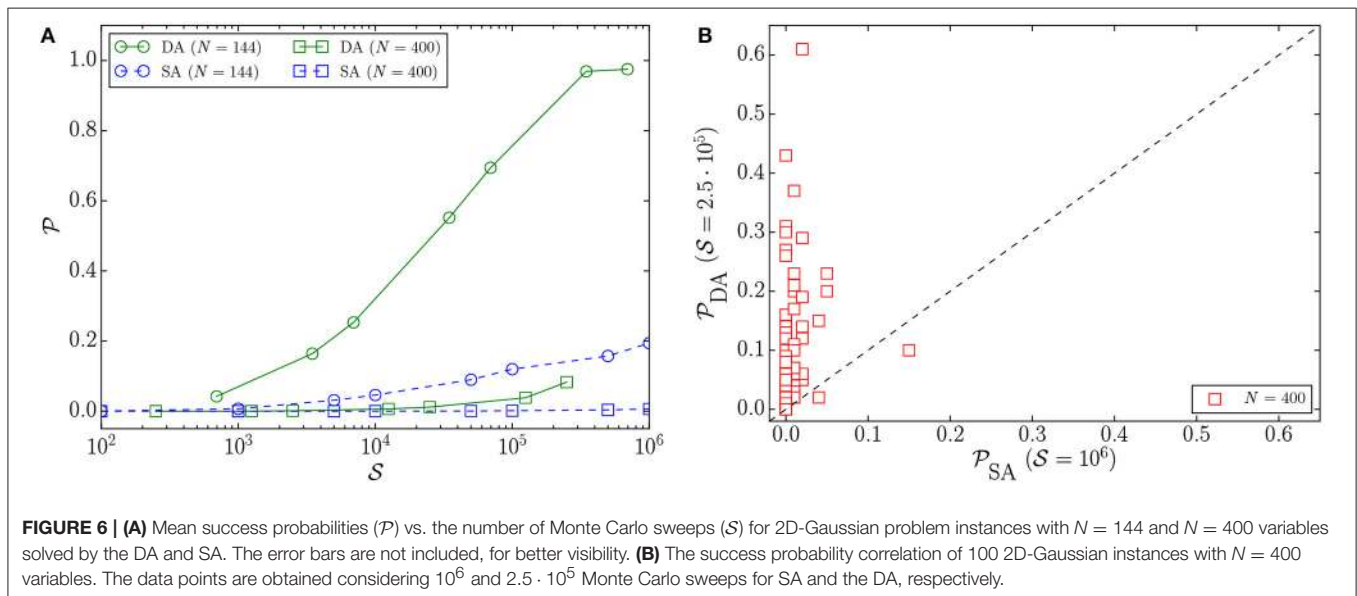 A
DA (N = 144)
DA (N = 400)
SA (N = 144)
SA (N = 400)
1.0
0.8
0.6
0.4
0.2
0.0
P
10² 10³ 10⁴ 10⁵ 10⁶
S
B
0.6
0.5
0.4
0.3
0.2
0.1
0.0
P_DA (S = 2.5 · 10⁵)
N = 400
0.0 0.1 0.2 0.3 0.4 0.5 0.6
P_SA (S = 10⁶)
FIGURE 6 | (A) Mean success probabilities (P) vs. the number of Monte Carlo sweeps (S) for 2D-Gaussian problem instances with N = 144 and N = 400 variables
solved by the DA and SA. The error bars are not included, for better visibility. (B) The success probability correlation of 100 2D-Gaussian instances with N = 400
variables. The data points are obtained considering 10⁶ and 2.5 · 10⁵ Monte Carlo sweeps for SA and the DA, respectively.